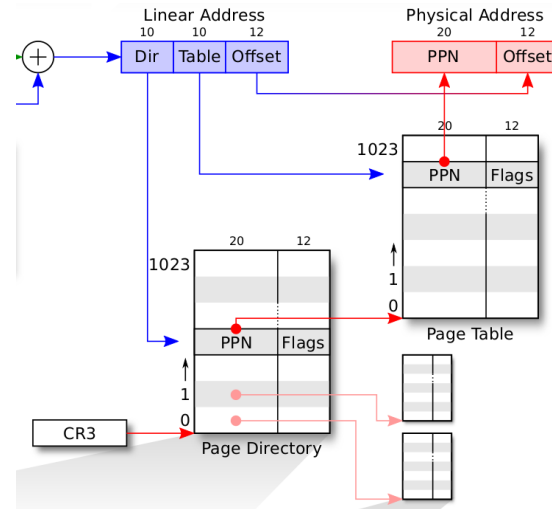 Linear Address
10 10 12
Dir Table Offset
+
Physical Address
20 12
PPN Offset
20 12
1023
PPN Flags
1
0
Page Table
20 12
1023
PPN Flags
1
0
Page Directory
CR3